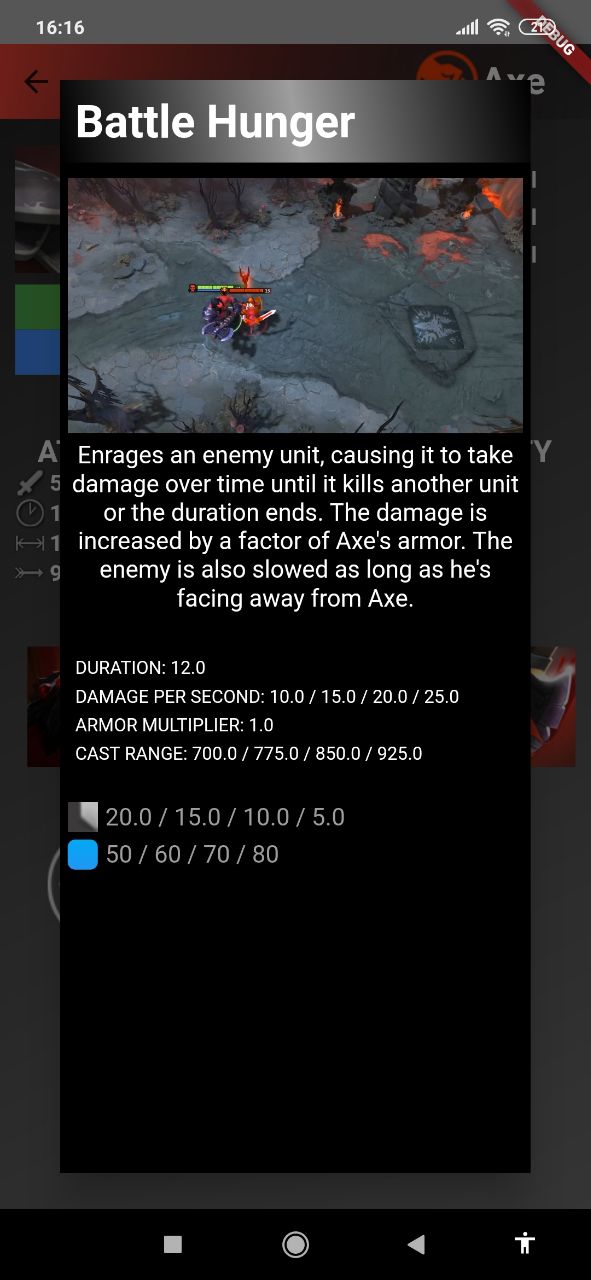 16:16
21
DEBUG
Axe
Battle Hunger
Enrages an enemy unit, causing it to take
damage over time until it kills another unit
or the duration ends. The damage is
increased by a factor of Axe's armor. The
enemy is also slowed as long as he's
facing away from Axe.
DURATION: 12.0
DAMAGE PER SECOND: 10.0 / 15.0 / 20.0 / 25.0
ARMOR MULTIPLIER: 1.0
CAST RANGE: 700.0 / 775.0 / 850.0 / 925.0
20.0 / 15.0 / 10.0 / 5.0
50 / 60 / 70 / 80